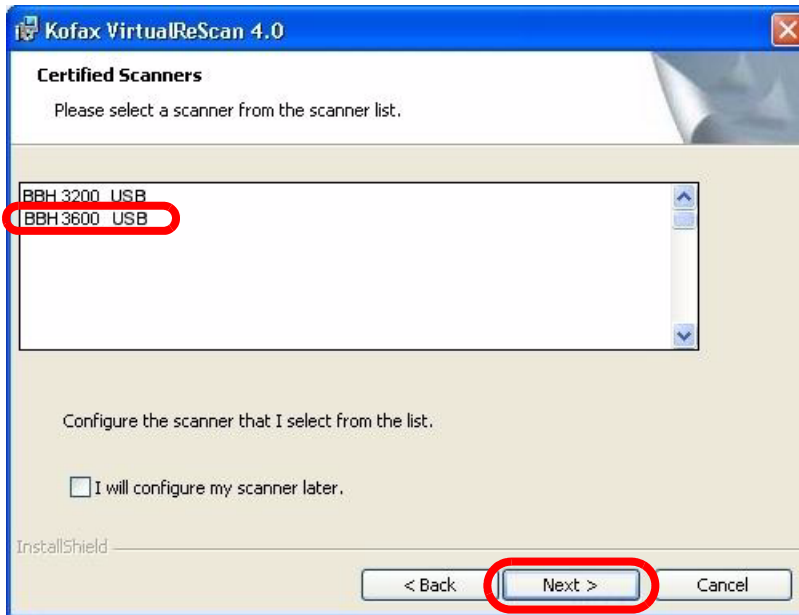 Kofax VirtualReScan 4.0
Certified Scanners
Please select a scanner from the scanner list.
BBH 3200 USB
BBH 3600 USB
Configure the scanner that I select from the list.
I will configure my scanner later.
InstallShield
< Back Next > Cancel